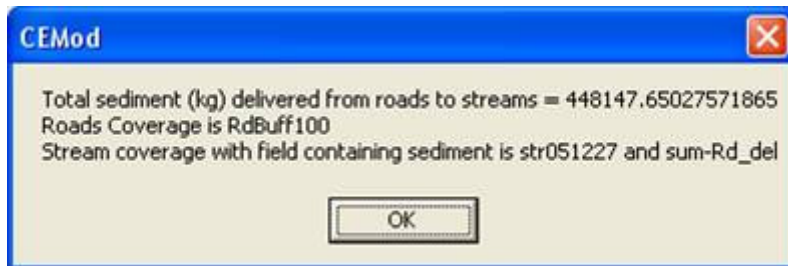 CEMod
Total sediment (kg) delivered from roads to streams = 448147.65027571865
Roads Coverage is RdBuff100
Stream coverage with field containing sediment is str051227 and sum-Rd_del
OK